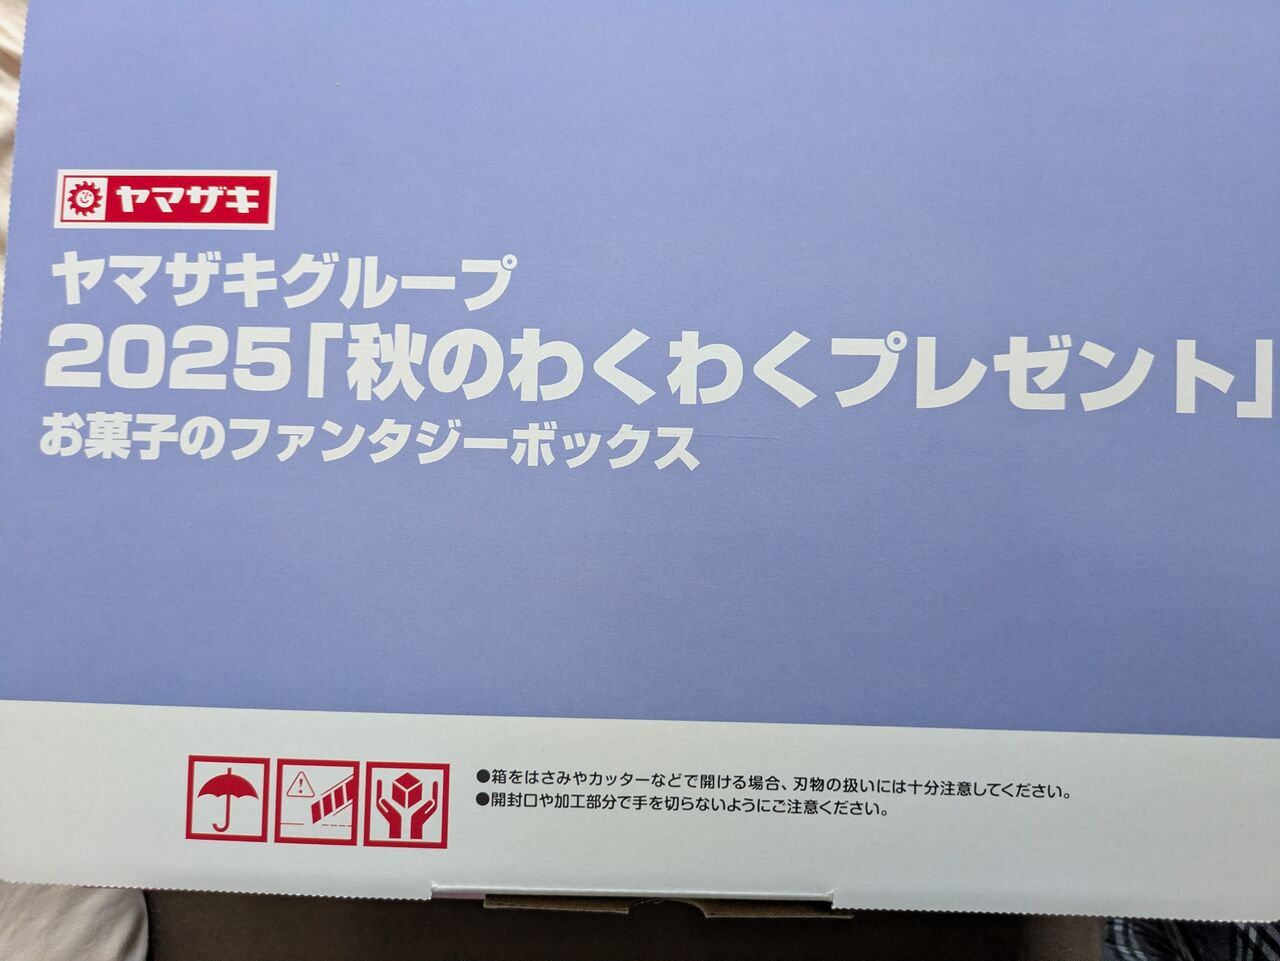 ヤマザキ
ヤマザキグループ
2025「秋のわくわくプレゼント」
お菓子のファンタジーボックス
●箱をはさみやカッターなどで開ける場合、刃物の扱いには十分注意してください。
●開封口や加工部分で手を切らないようにご注意ください。